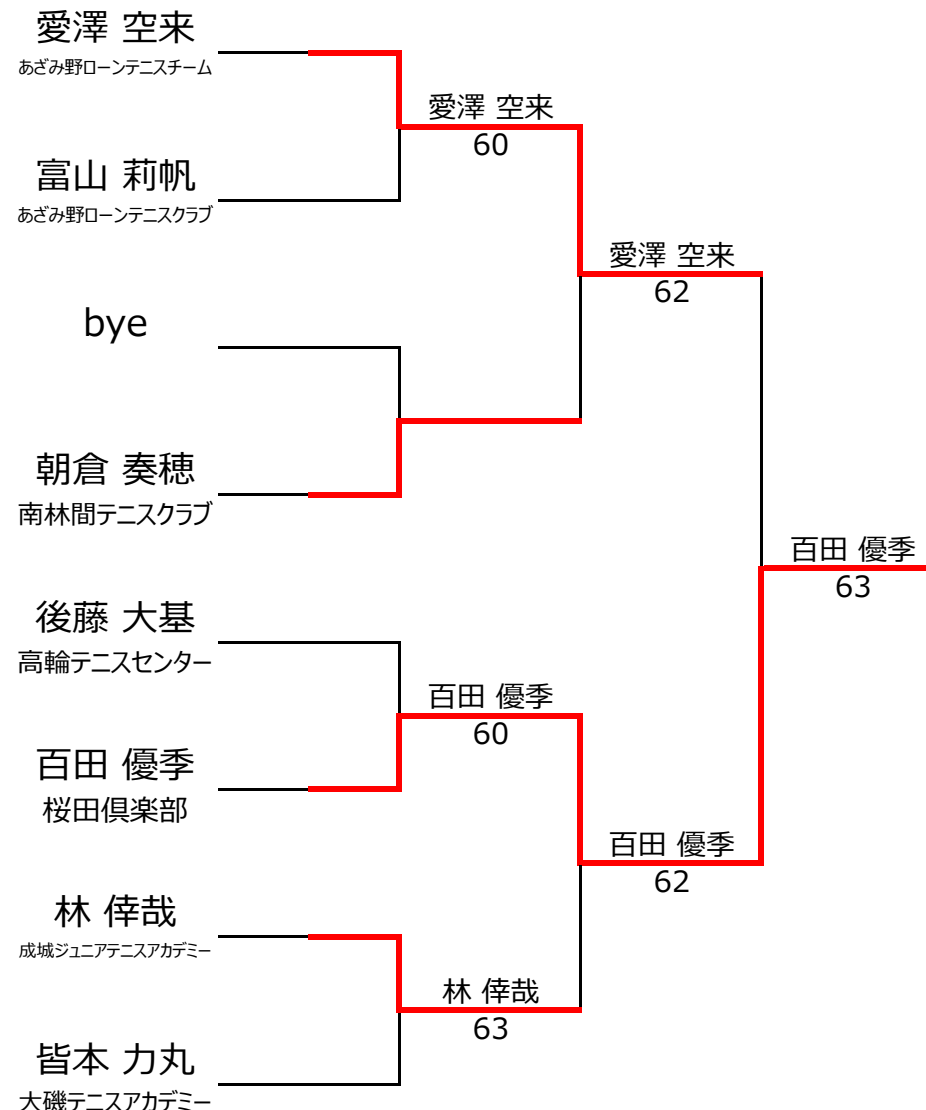 愛澤 空来
あざみ野ローンテニスチーム
愛澤 空来
60
富山 莉帆
あざみ野ローンテニスクラブ
愛澤 空来
62
bye
朝倉 奏穂
南林間テニスクラブ
百田 優季
63
後藤 大基
高輪テニスセンター
百田 優季
60
百田 優季
桜田倶楽部
百田 優季
62
林 倖哉
成城ジュニアテニスアカデミー
林 倖哉
63
皆本 力丸
大磯テニスアカデミー